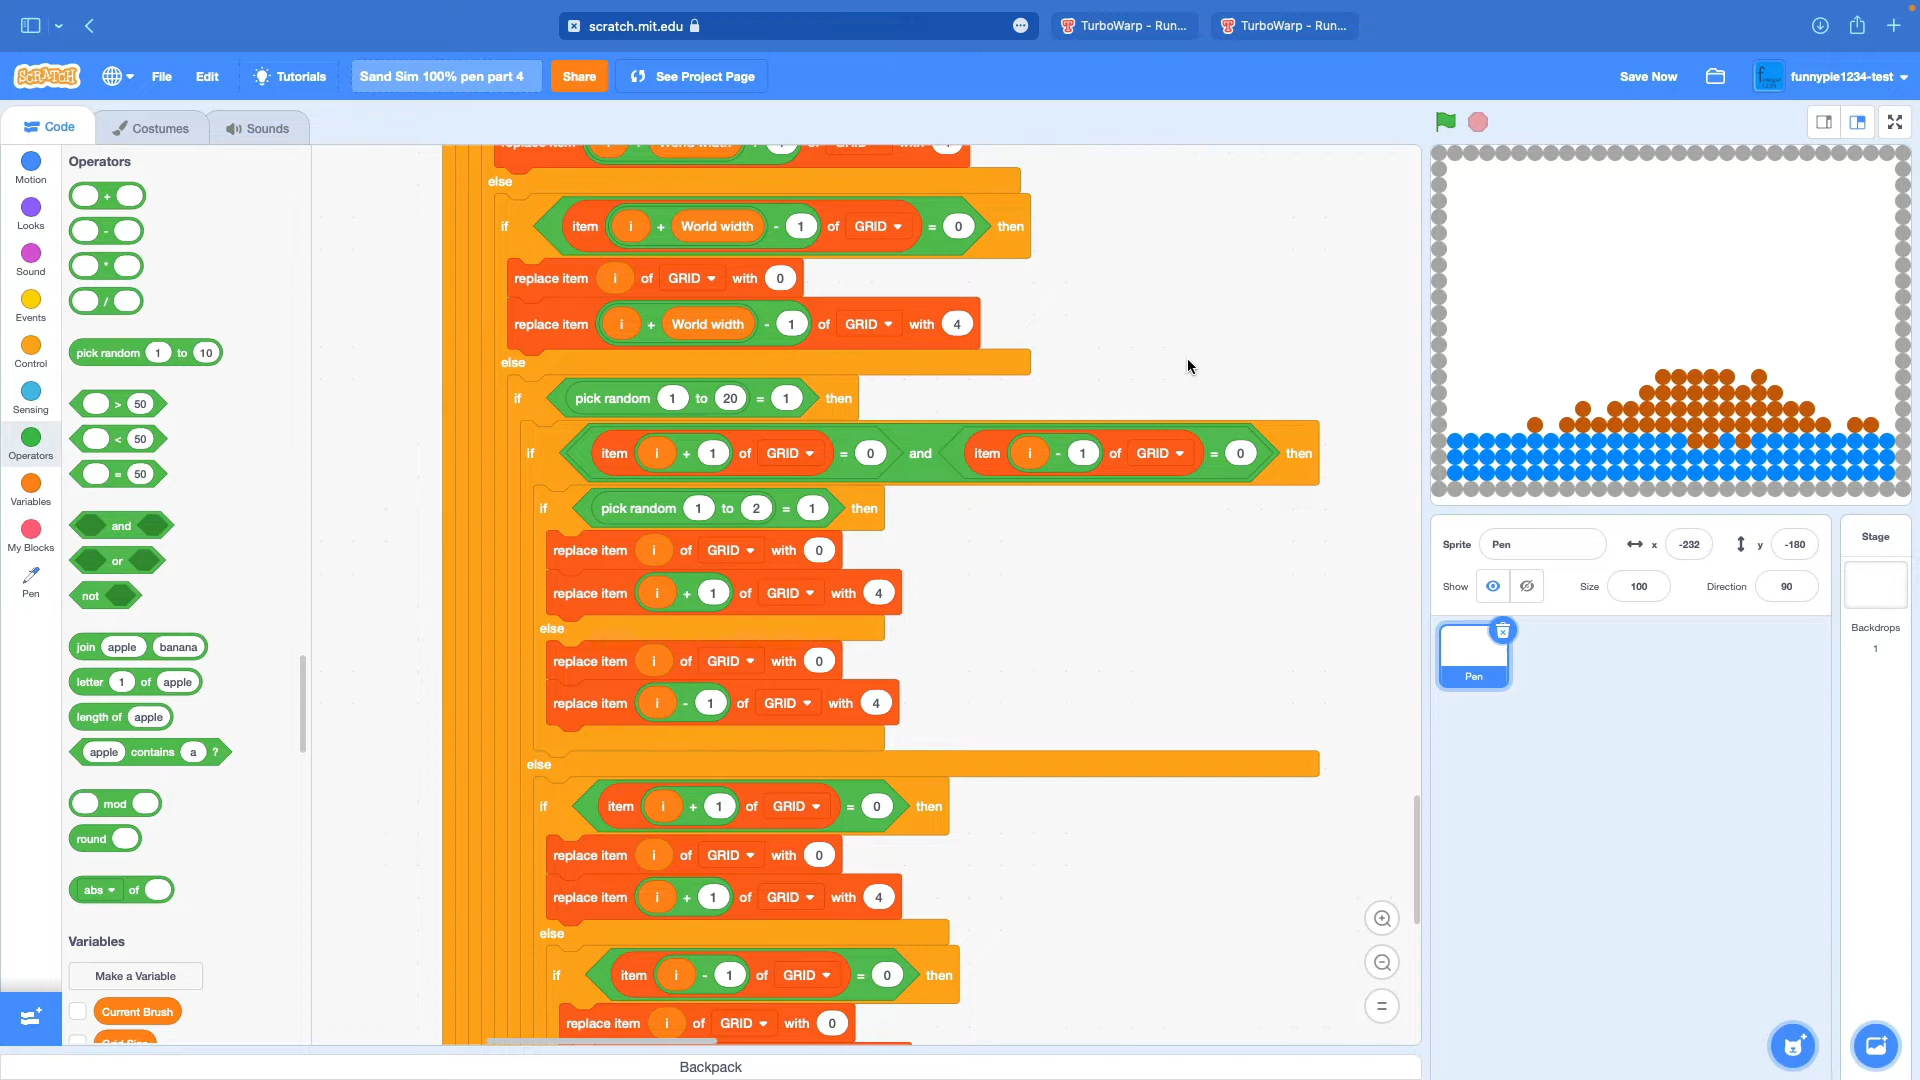 scratch.mit.edu
TurboWarp - Run...
TurboWarp - Run...
SCRATCH
File
Edit
Tutorials
Sand Sim 100% pen part 4
Share
See Project Page
Save Now
funnypie1234-test
Code
Costumes
Sounds
Motion
Looks
Sound
Events
Control
Sensing
Operators
Variables
My Blocks
Pen
Operators
+
-
*
/
pick random 1 to 10
> 50
< 50
= 50
and
or
not
join apple banana
letter 1 of apple
length of apple
apple contains a ?
mod
round
abs of
Variables
Make a Variable
Current Brush
else
if item i + World width - 1 of GRID = 0 then
replace item i of GRID with 0
replace item i + World width - 1 of GRID with 4
else
if pick random 1 to 20 = 1 then
if item i + 1 of GRID = 0 and item i - 1 of GRID = 0 then
if pick random 1 to 2 = 1 then
replace item i of GRID with 0
replace item i + 1 of GRID with 4
else
replace item i of GRID with 0
replace item i - 1 of GRID with 4
else
if item i + 1 of GRID = 0 then
replace item i of GRID with 0
replace item i + 1 of GRID with 4
else
if item i - 1 of GRID = 0 then
replace item i of GRID with 0
Backpack
Sprite Pen x -232 y -180
Show Size 100 Direction 90
Pen
Stage
Backdrops
1